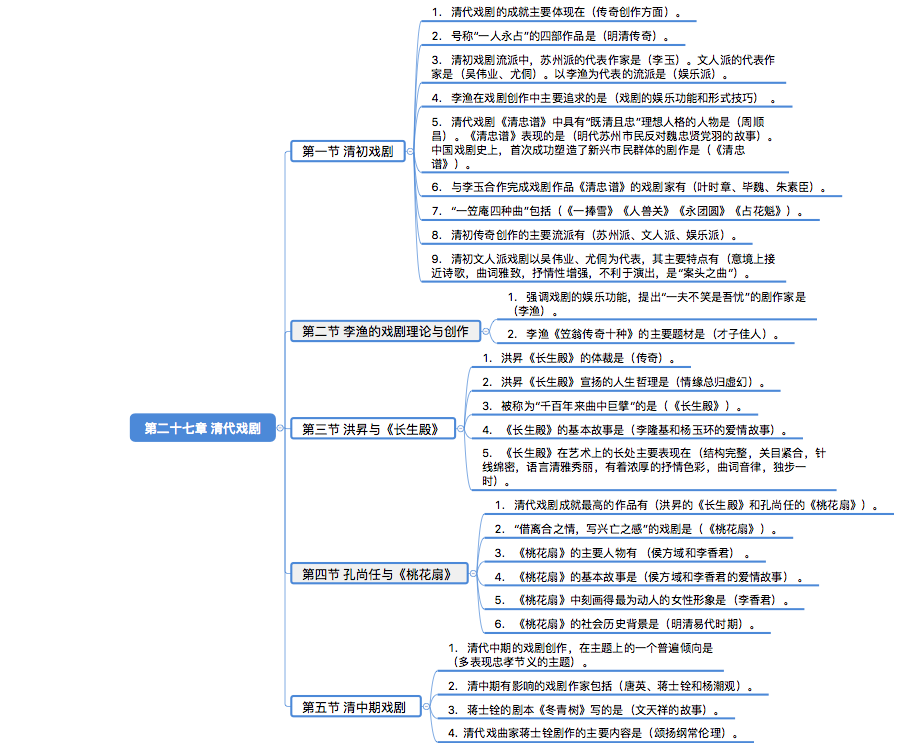 第二十七章 清代戏剧
第一节 清初戏剧
1. 清代戏剧的成就主要体现在（传奇创作方面）。
2. 号称“一人永占”的四部作品是（明清传奇）。
3. 清初戏剧流派中，苏州派的代表作家是（李玉）。文人派的代表作
家是（吴伟业、尤侗）。以李渔为代表的流派是（娱乐派）。
4. 李渔在戏剧创作中主要追求的是（戏剧的娱乐功能和形式技巧） 。
5. 清代戏剧《清忠谱》中具有“既清且忠”理想人格的人物是（周顺
昌）。《清忠谱》表现的是（明代苏州市民反对魏忠贤党羽的故事）。
中国戏剧史上，首次成功塑造了新兴市民群体的剧作是（《清忠
谱》）。
6. 与李玉合作完成戏剧作品《清忠谱》的戏剧家有（叶时章、毕魏、朱素臣）。
7. “一笠庵四种曲”包括（《一捧雪》《人兽关》《永团圆》《占花魁》）。
8. 清初传奇创作的主要流派有（苏州派、文人派、娱乐派）。
9. 清初文人派戏剧以吴伟业、尤侗为代表，其主要特点有（意境上接
近诗歌，曲词雅致，抒情性增强，不利于演出，是“案头之曲”）。
第二节 李渔的戏剧理论与创作
1. 强调戏剧的娱乐功能，提出“一夫不笑是吾忧”的剧作家是
（李渔）。
2. 李渔《笠翁传奇十种》的主要题材是（才子佳人）。
第三节 洪昇与《长生殿》
1. 洪昇《长生殿》的体裁是（传奇）。
2. 洪昇《长生殿》宣扬的人生哲理是（情缘总归虚幻）。
3. 被称为“千百年来曲中巨擘”的是（《长生殿》）。
4. 《长生殿》的基本故事是（李隆基和杨玉环的爱情故事）。
5. 《长生殿》在艺术上的长处主要表现在（结构完整，关目紧合，针
线绵密，语言清雅秀丽，有着浓厚的抒情色彩，曲词音律，独步一
时）。
第四节 孔尚任与《桃花扇》
1. 清代戏剧成就最高的作品有（洪昇的《长生殿》和孔尚任的《桃花扇》）。
2. “借离合之情，写兴亡之感”的戏剧是（《桃花扇》）。
3. 《桃花扇》的主要人物有 （侯方域和李香君） 。
4. 《桃花扇》的基本故事是（侯方域和李香君的爱情故事） 。
5. 《桃花扇》中刻画得最为动人的女性形象是（李香君） 。
6. 《桃花扇》的社会历史背景是（明清易代时期）。
第五节 清中期戏剧
1. 清代中期的戏剧创作，在主题上的一个普遍倾向是
（多表现忠孝节义的主题）。
2. 清中期有影响的戏剧作家包括（唐英、蒋士铨和杨潮观）。
3. 蒋士铨的剧本《冬青树》写的是（文天祥的故事）。
4. 清代戏曲家蒋士铨剧作的主要内容是（颂扬纲常伦理）。